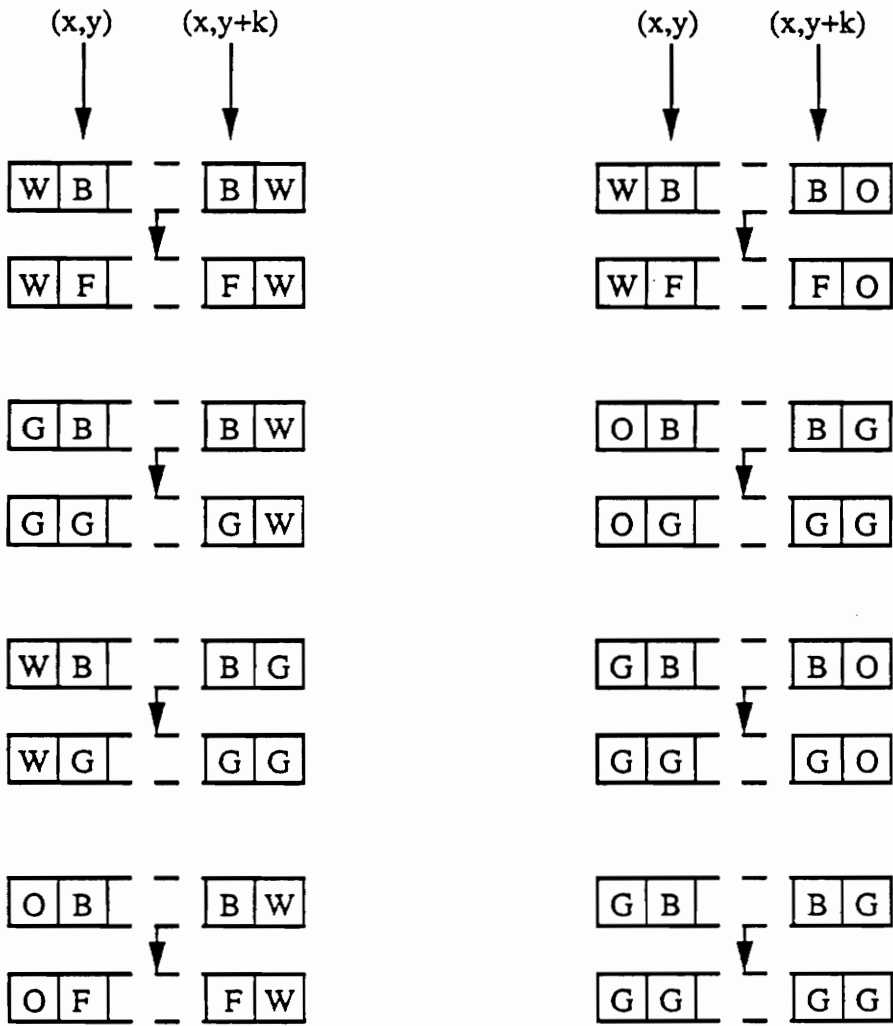 (x,y) (x,y+k) (x,y) (x,y+k)
W B B W W B B O
W F F W W F F O
G B B W O B B G
G G G W O G G G
W B B G G B B O
W G G G G G G O
O B B W G B B G
O F F W G G G G